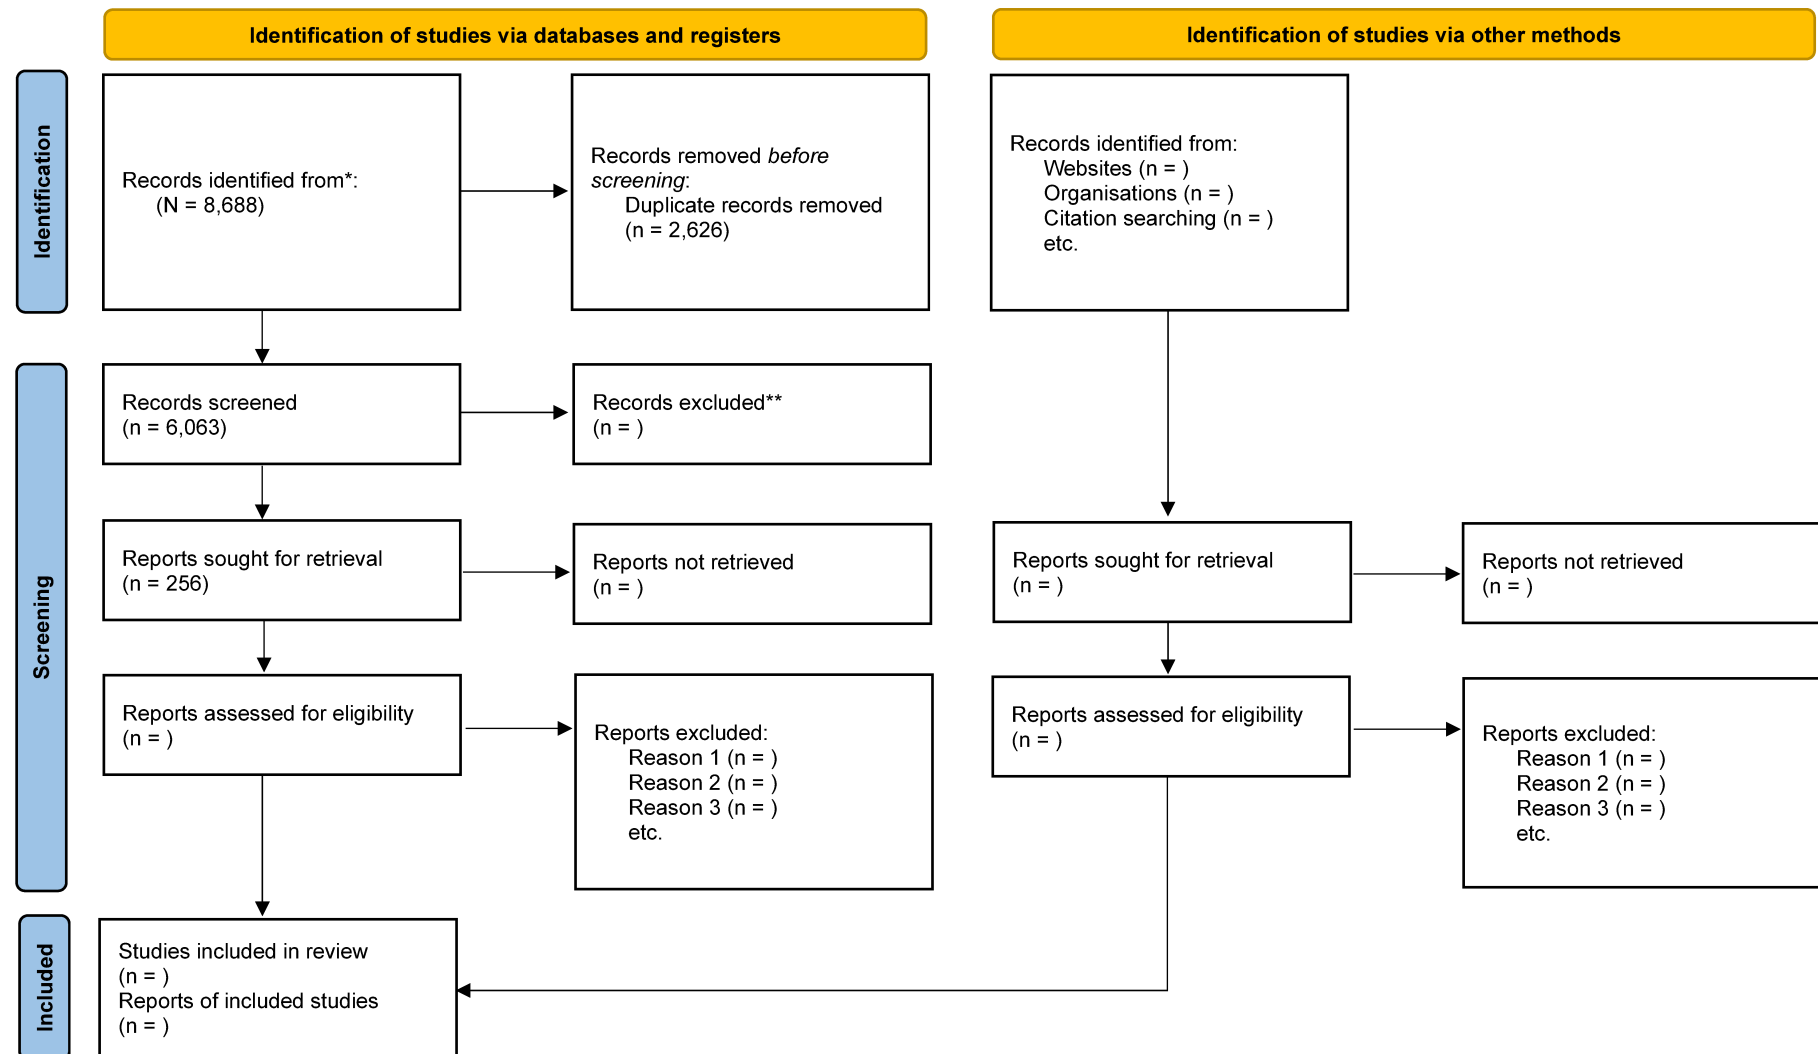 Identification of studies via databases and registers
Identification of studies via other methods
Identification
Records identified from*:
(N = 8,688)
Records removed before
screening:
Duplicate records removed
(n = 2,626)
Records identified from:
Websites (n = )
Organisations (n = )
Citation searching (n = )
etc.
Screening
Records screened
(n = 6,063)
Records excluded**
(n = )
Reports sought for retrieval
(n = 256)
Reports not retrieved
(n = )
Reports sought for retrieval
(n = )
Reports not retrieved
(n = )
Reports assessed for eligibility
(n = )
Reports excluded:
Reason 1 (n = )
Reason 2 (n = )
Reason 3 (n = )
etc.
Reports assessed for eligibility
(n = )
Reports excluded:
Reason 1 (n = )
Reason 2 (n = )
Reason 3 (n = )
etc.
Included
Studies included in review
(n = )
Reports of included studies
(n = )